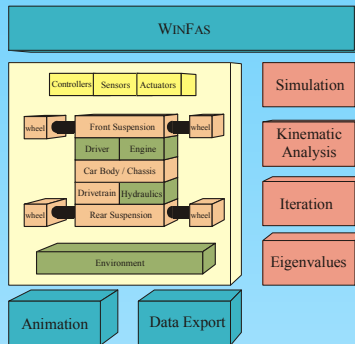 WINFAS
Controllers Sensors Actuators
Simulation
wheel Front Suspension wheel
Driver Engine
Kinematic
Analysis
Car Body / Chassis
Drivetrain Hydraulics
Iteration
wheel Rear Suspension wheel
Environment
Eigenvalues
Animation
Data Export